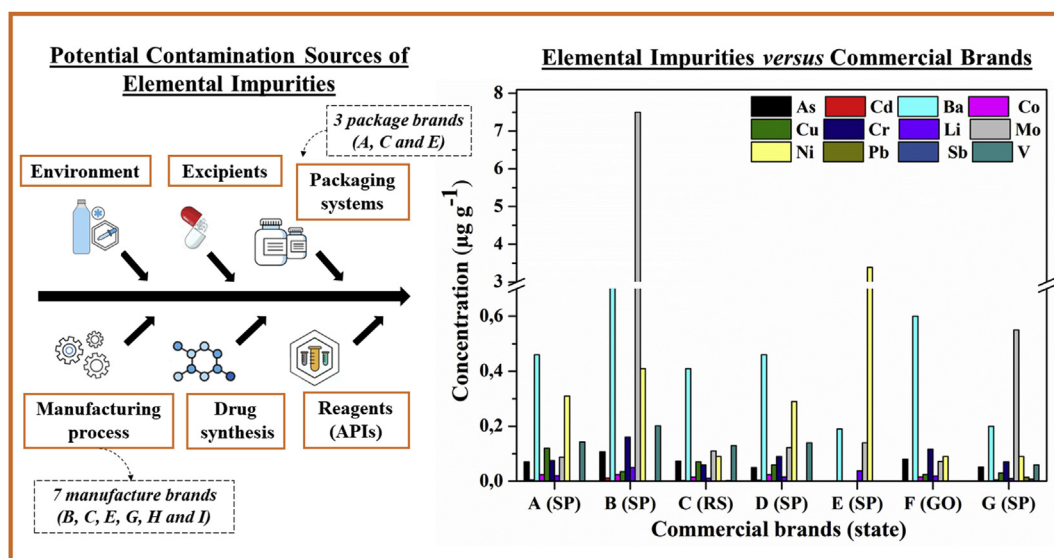 Potential Contamination Sources of
Elemental Impurities
3 package brands
(A, C and E)
Environment
Excipients
Packaging
systems
Manufacturing
process
Drug
synthesis
Reagents
(APIs)
7 manufacture brands
(B, C, E, G, H and I)
Elemental Impurities versus Commercial Brands
As Cd Ba Co
Cu Cr Li Mo
Ni Pb Sb V
Concentration (µg g⁻¹)
8
7
6
5
4
3
0,6
0,4
0,2
0,0
A (SP) B (SP) C (RS) D (SP) E (SP) F (GO) G (SP)
Commercial brands (state)